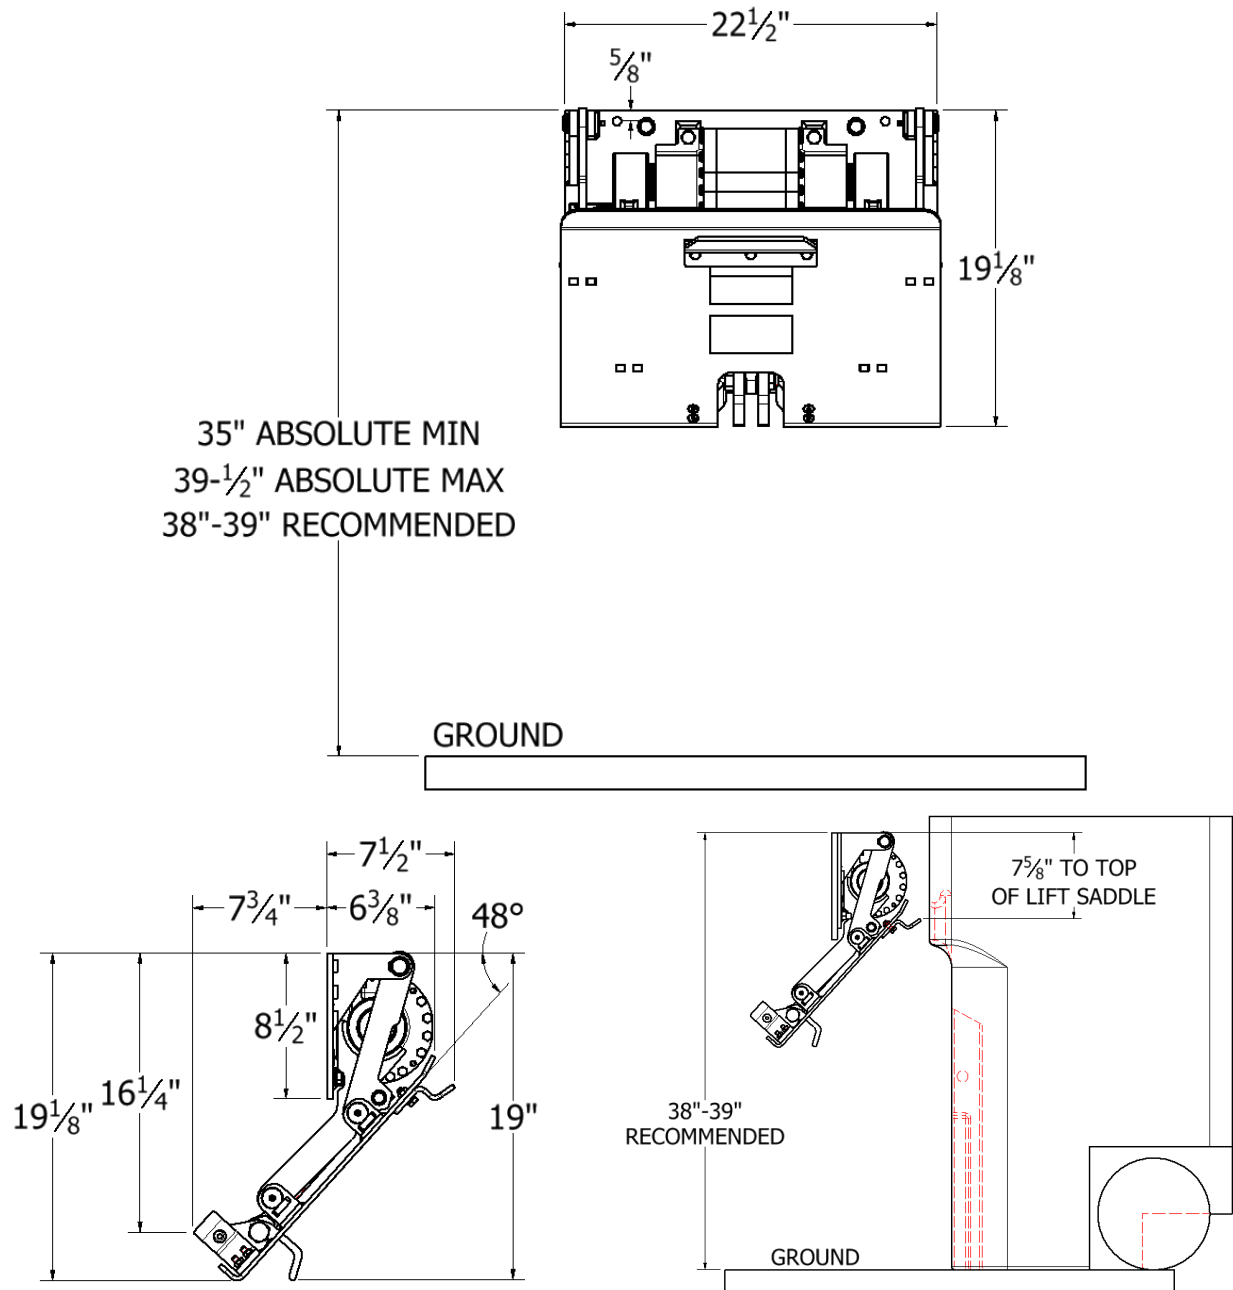 22½"
⅝"
19⅛"
35" ABSOLUTE MIN
39-½" ABSOLUTE MAX
38"-39" RECOMMENDED
GROUND
7½"
7¾"
6⅜"
48°
8½"
16¼"
19⅛"
19"
7⅝" TO TOP
OF LIFT SADDLE
38"-39"
RECOMMENDED
GROUND